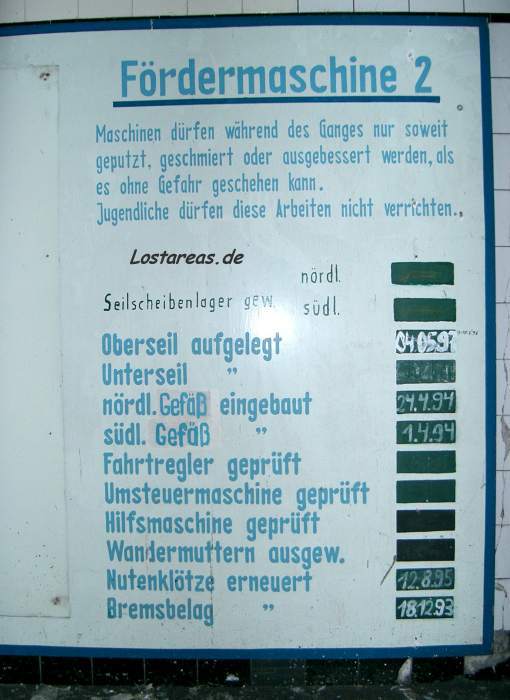 Fördermaschine 2
Maschinen dürfen während des Ganges nur soweit
geputzt, geschmiert oder ausgebessert werden, als
es ohne Gefahr geschehen kann.
Jugendliche dürfen diese Arbeiten nicht verrichten.
Lostareas.de
nördl.
Seilscheibenlager gew. südl.
Oberseil aufgelegt 04.05.97
Unterseil "
nördl. Gefäß eingebaut 24.4.94
südl. Gefäß " 1.4.94
Fahrtregler geprüft
Umsteuermaschine geprüft
Hilfsmaschine geprüft
Wandermuttern ausgew.
Nutenklötze erneuert 12.8.95
Bremsbelag " 18.12.93